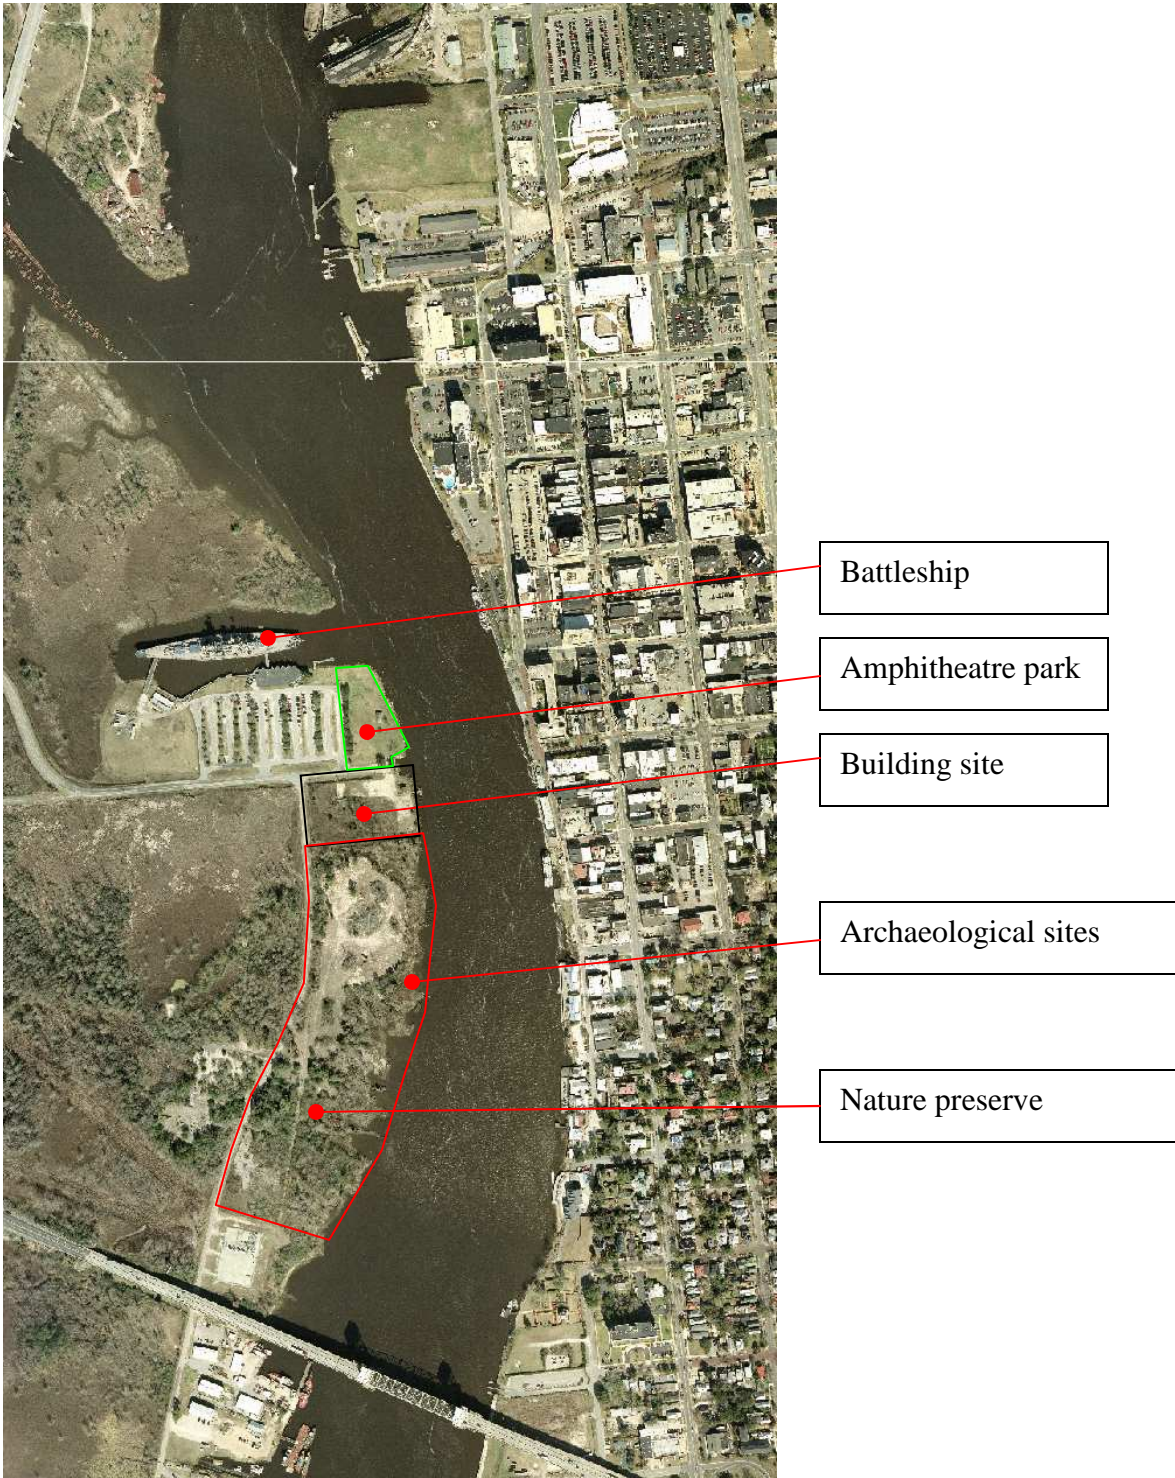 Battleship
Amphitheatre park
Building site
Archaeological sites
Nature preserve